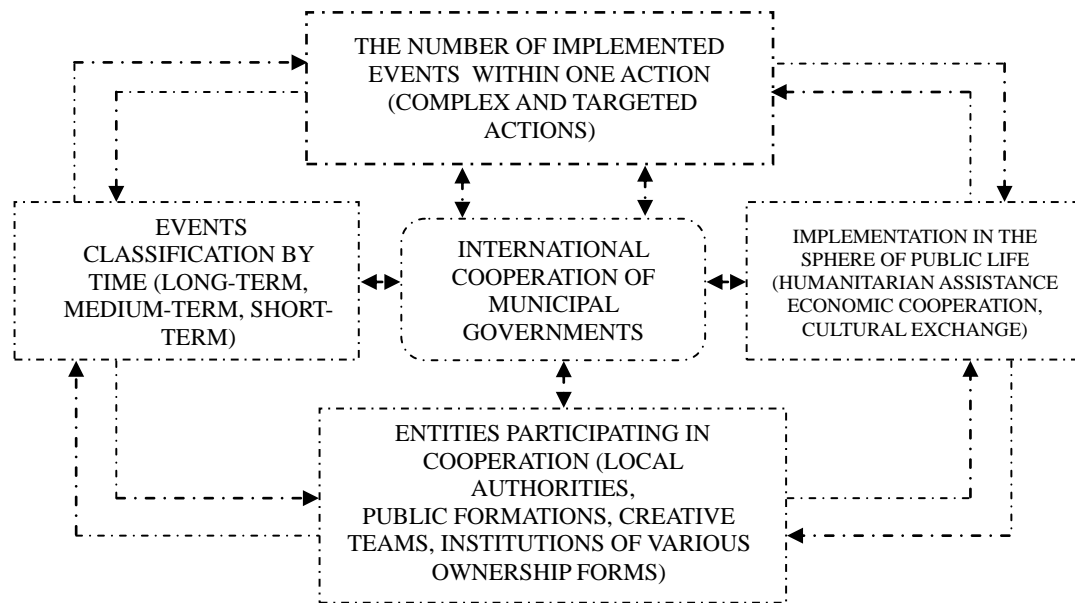 THE NUMBER OF IMPLEMENTED
EVENTS WITHIN ONE ACTION
(COMPLEX AND TARGETED
ACTIONS)
EVENTS
CLASSIFICATION BY
TIME (LONG-TERM,
MEDIUM-TERM, SHORT-
TERM)
INTERNATIONAL
COOPERATION OF
MUNICIPAL
GOVERNMENTS
IMPLEMENTATION IN THE
SPHERE OF PUBLIC LIFE
(HUMANITARIAN ASSISTANCE
ECONOMIC COOPERATION,
CULTURAL EXCHANGE)
ENTITIES PARTICIPATING IN
COOPERATION (LOCAL
AUTHORITIES,
PUBLIC FORMATIONS, CREATIVE
TEAMS, INSTITUTIONS OF VARIOUS
OWNERSHIP FORMS)